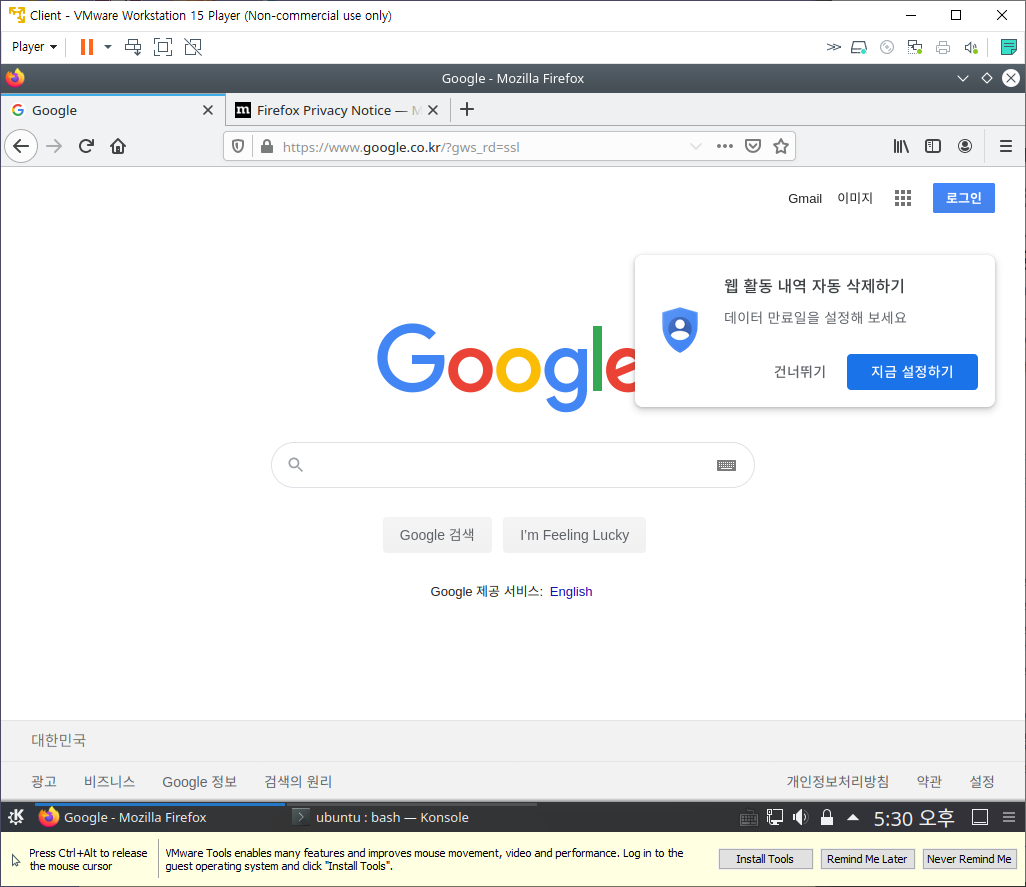 Client - VMware Workstation 15 Player (Non-commercial use only)
Player
Google - Mozilla Firefox
Google
Firefox Privacy Notice —
https://www.google.co.kr/?gws_rd=ssl
Gmail 이미지 로그인
웹 활동 내역 자동 삭제하기
데이터 만료일을 설정해 보세요
건너뛰기 지금 설정하기
Google
Google 검색 I'm Feeling Lucky
Google 제공 서비스: English
대한민국
광고 비즈니스 Google 정보 검색의 원리 개인정보처리방침 약관 설정
Google - Mozilla Firefox ubuntu : bash — Konsole 5:30 오후
Press Ctrl+Alt to release
the mouse cursor
VMware Tools enables many features and improves mouse movement, video and performance. Log in to the
guest operating system and click "Install Tools".
Install Tools Remind Me Later Never Remind Me